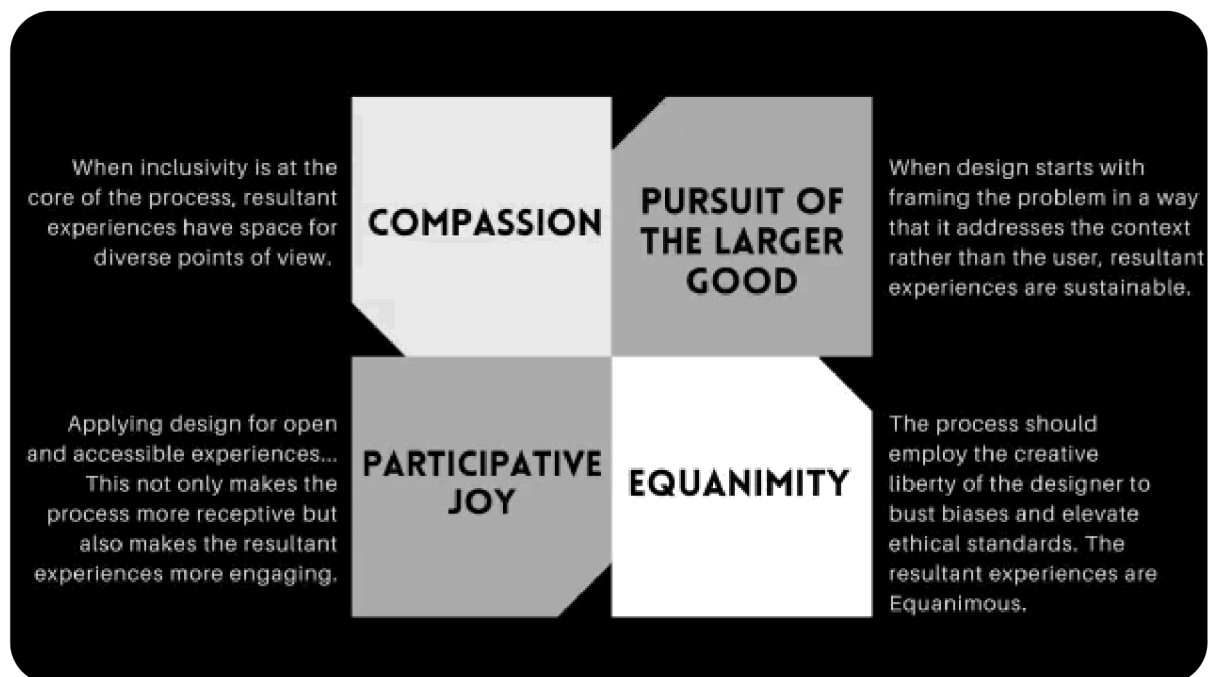 When inclusivity is at the
core of the process, resultant
experiences have space for
diverse points of view.
COMPASSION
PURSUIT OF
THE LARGER
GOOD
When design starts with
framing the problem in a way
that it addresses the context
rather than the user, resultant
experiences are sustainable.
Applying design for open
and accessible experiences...
This not only makes the
process more receptive but
also makes the resultant
experiences more engaging.
PARTICIPATIVE
JOY
EQUANIMITY
The process should
employ the creative
liberty of the designer to
bust biases and elevate
ethical standards. The
resultant experiences are
Equanimous.